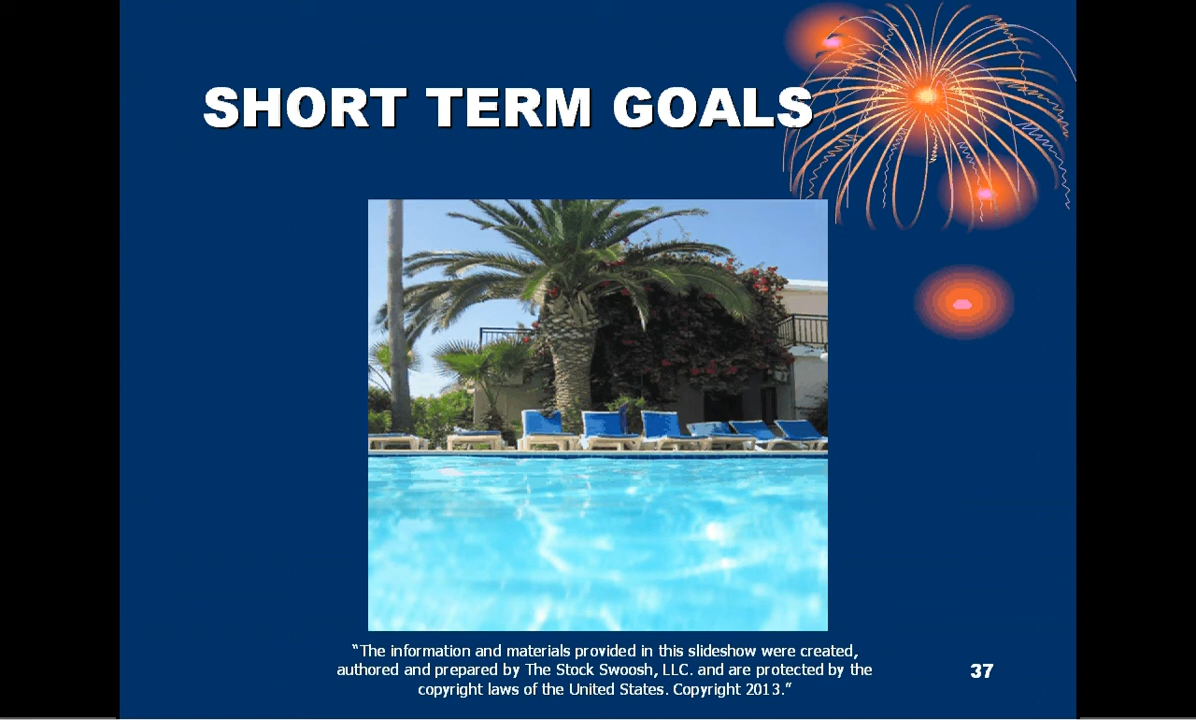 SHORT TERM GOALS
“The information and materials provided in this slideshow were created,
authored and prepared by The Stock Swoosh, LLC. and are protected by the
copyright laws of the United States. Copyright 2013.”
37